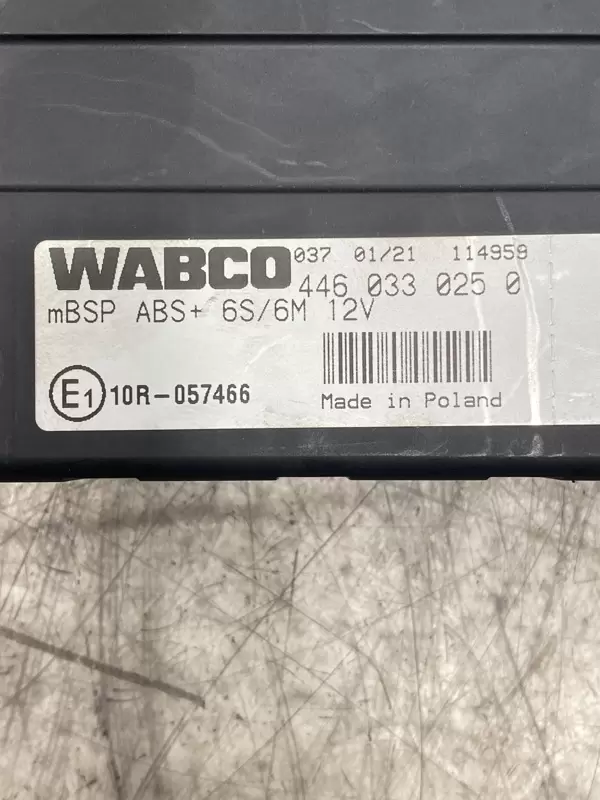 WABCO 037 01/21 114959
446 033 025 0
mBSP ABS+ 6S/6M 12V
E1 10R-057466
Made in Poland